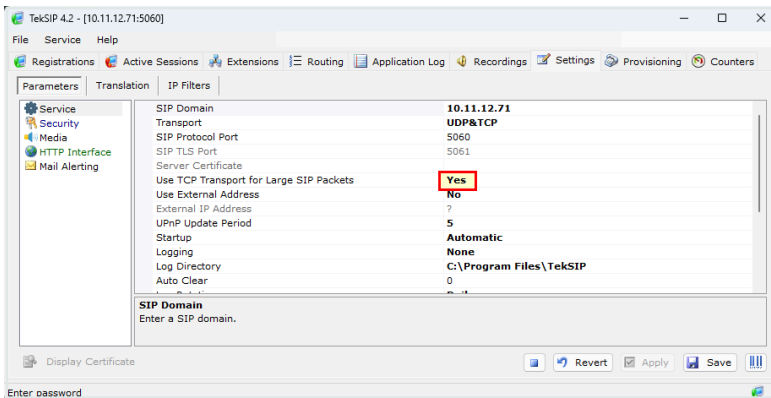 TekSIP 4.2 - [10.11.12.71:5060]
File Service Help
Registrations Active Sessions Extensions Routing Application Log Recordings Settings Provisioning Counters
Parameters Translation IP Filters
Service
Security
Media
HTTP Interface
Mail Alerting
SIP Domain 10.11.12.71
Transport UDP&TCP
SIP Protocol Port 5060
SIP TLS Port 5061
Server Certificate
Use TCP Transport for Large SIP Packets Yes
Use External Address No
External IP Address ?
UPnP Update Period 5
Startup Automatic
Logging None
Log Directory C:\Program Files\TekSIP
Auto Clear 0
SIP Domain
Enter a SIP domain.
Display Certificate Revert Apply Save
Enter password